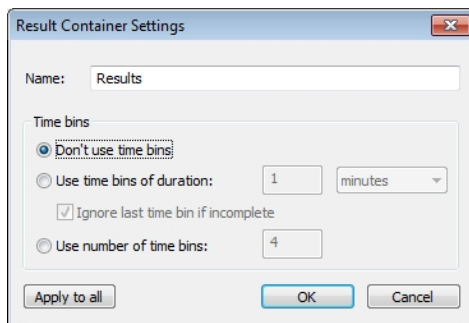 Result Container Settings
Name: Results
Time bins
Don't use time bins
Use time bins of duration: 1 minutes
Ignore last time bin if incomplete
Use number of time bins: 4
Apply to all OK Cancel